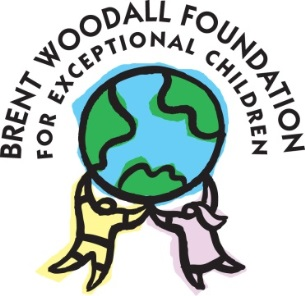 BRENT WOODALL FOUNDATION
FOR EXCEPTIONAL CHILDREN